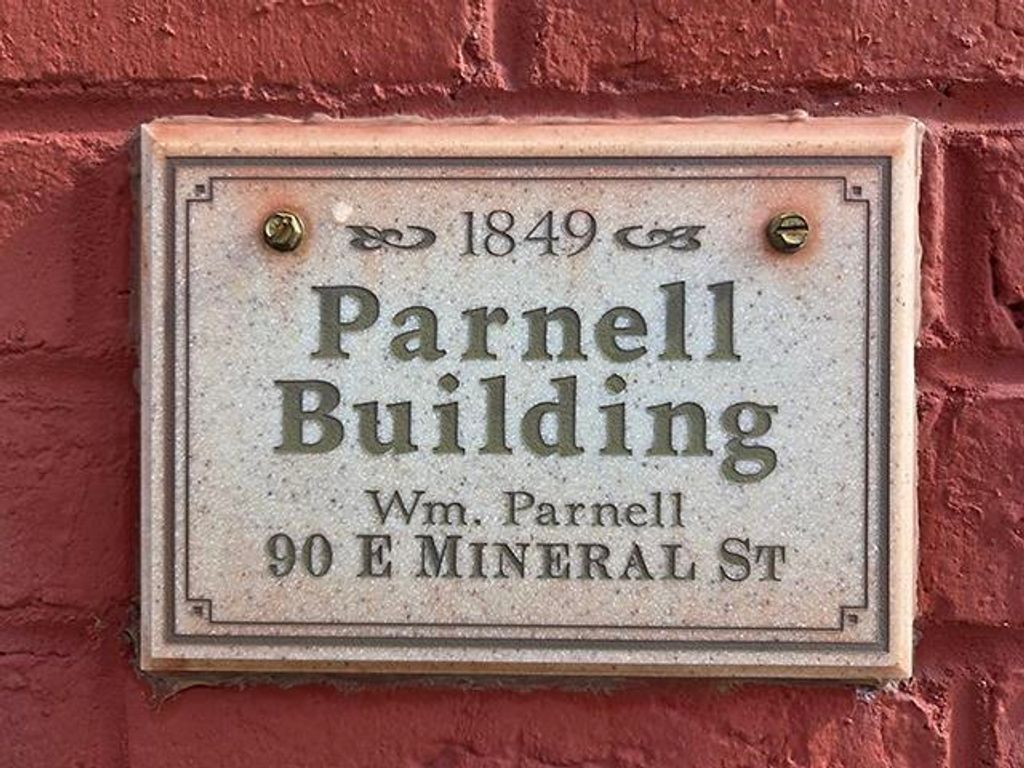 1849
Parnell
Building
Wm. Parnell
90 E Mineral St